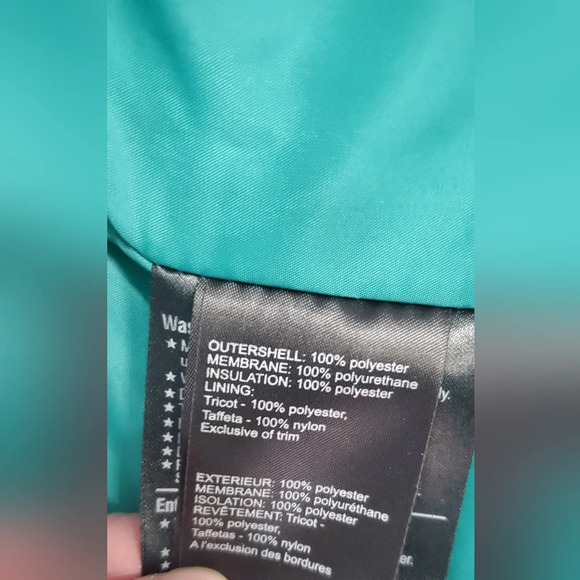 OUTERSHELL: 100% polyester
MEMBRANE: 100% polyurethane
INSULATION: 100% polyester
LINING:
Tricot - 100% polyester,
Taffeta - 100% nylon
Exclusive of trim
EXTERIEUR: 100% polyester
MEMBRANE: 100% polyuréthane
ISOLATION: 100% polyester
REVÊTEMENT: Tricot -
100% polyester,
Taffetas - 100% nylon
A l'exclusion des bordures